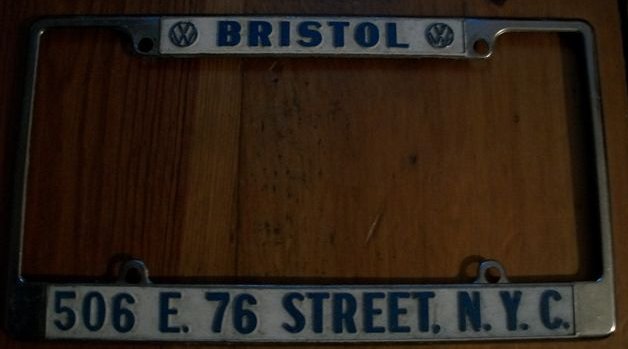 BRISTOL
506 E. 76 STREET, N.Y.C.